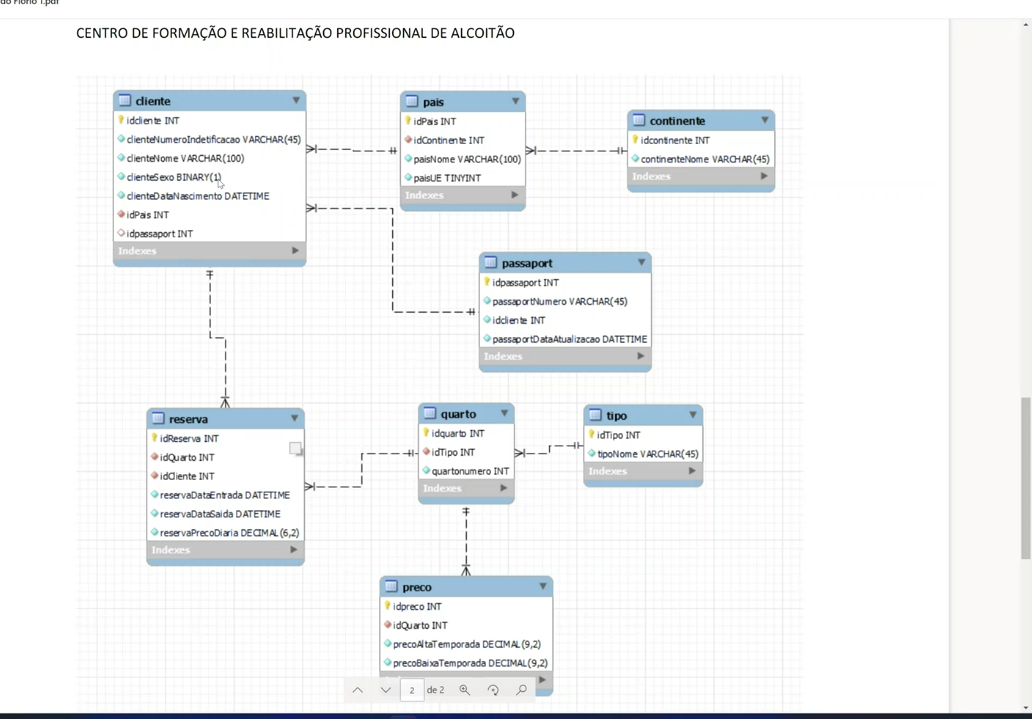 do Florio 1.pdf
CENTRO DE FORMAÇÃO E REABILITAÇÃO PROFISSIONAL DE ALCOITÃO
cliente
idcliente INT
clienteNumeroIndetificacao VARCHAR(45)
clienteNome VARCHAR(100)
clienteSexo BINARY(1)
clienteDataNascimento DATETIME
idPais INT
idpassaport INT
Indexes
pais
idPais INT
idContinente INT
paisNome VARCHAR(100)
paisUE TINYINT
Indexes
continente
idcontinente INT
continenteNome VARCHAR(45)
Indexes
passaport
idpassaport INT
passaportNumero VARCHAR(45)
idcliente INT
passaportDataAtualizacao DATETIME
Indexes
reserva
idReserva INT
idQuarto INT
idCliente INT
reservaDataEntrada DATETIME
reservaDataSaida DATETIME
reservaPrecoDiaria DECIMAL(6,2)
Indexes
quarto
idquarto INT
idTipo INT
quartonumero INT
Indexes
tipo
idTipo INT
tipoNome VARCHAR(45)
Indexes
preco
idpreco INT
idQuarto INT
precoAltaTemporada DECIMAL(9,2)
precoBaixaTemporada DECIMAL(9,2)
2 de 2